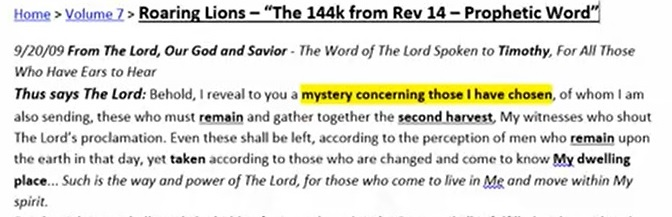 Home > Volume 7 > Roaring Lions – “The 144k from Rev 14 – Prophetic Word”
9/20/09 From The Lord, Our God and Savior - The Word of The Lord Spoken to Timothy, For All Those
Who Have Ears to Hear
Thus says The Lord: Behold, I reveal to you a mystery concerning those I have chosen, of whom I am
also sending, these who must remain and gather together the second harvest, My witnesses who shout
The Lord’s proclamation. Even these shall be left, according to the perception of men who remain upon
the earth in that day, yet taken according to those who are changed and come to know My dwelling
place... Such is the way and power of The Lord, for those who come to live in Me and move within My
spirit.